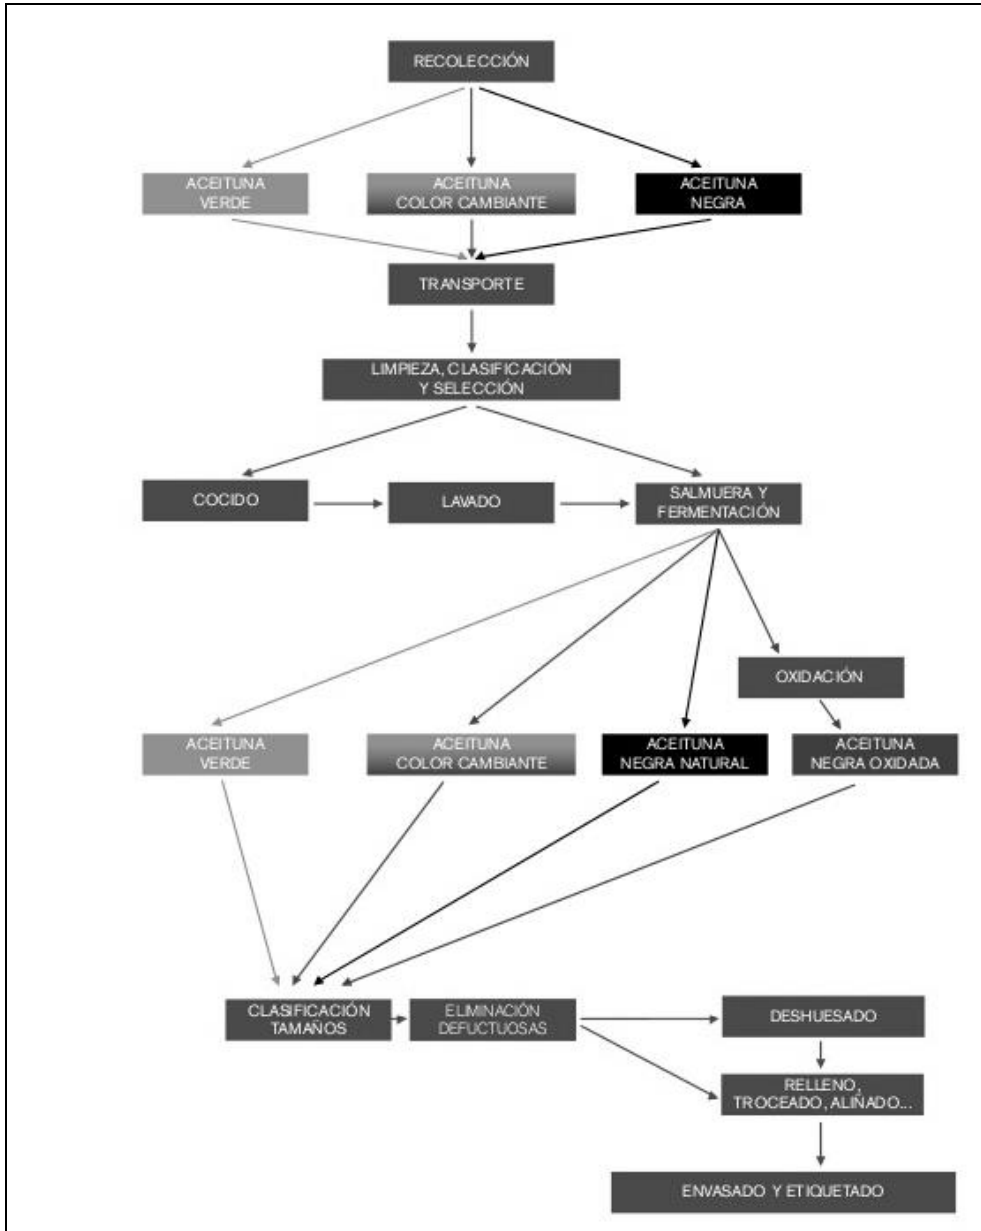 RECOLECCIÓN
ACEITUNA
VERDE
ACEITUNA
COLOR CAMBIANTE
ACEITUNA
NEGRA
TRANSPORTE
LIMPIEZA, CLASIFICACIÓN
Y SELECCIÓN
COCIDO
LAVADO
SALMUERA Y
FERMENTACIÓN
OXIDACIÓN
ACEITUNA
VERDE
ACEITUNA
COLOR CAMBIANTE
ACEITUNA
NEGRA NATURAL
ACEITUNA
NEGRA OXIDADA
CLASIFICACIÓN
TAMAÑOS
ELIMINACIÓN
DEFUCTUOSAS
DESHUESADO
RELLENO,
TROCEADO, ALIÑADO...
ENVASADO Y ETIQUETADO